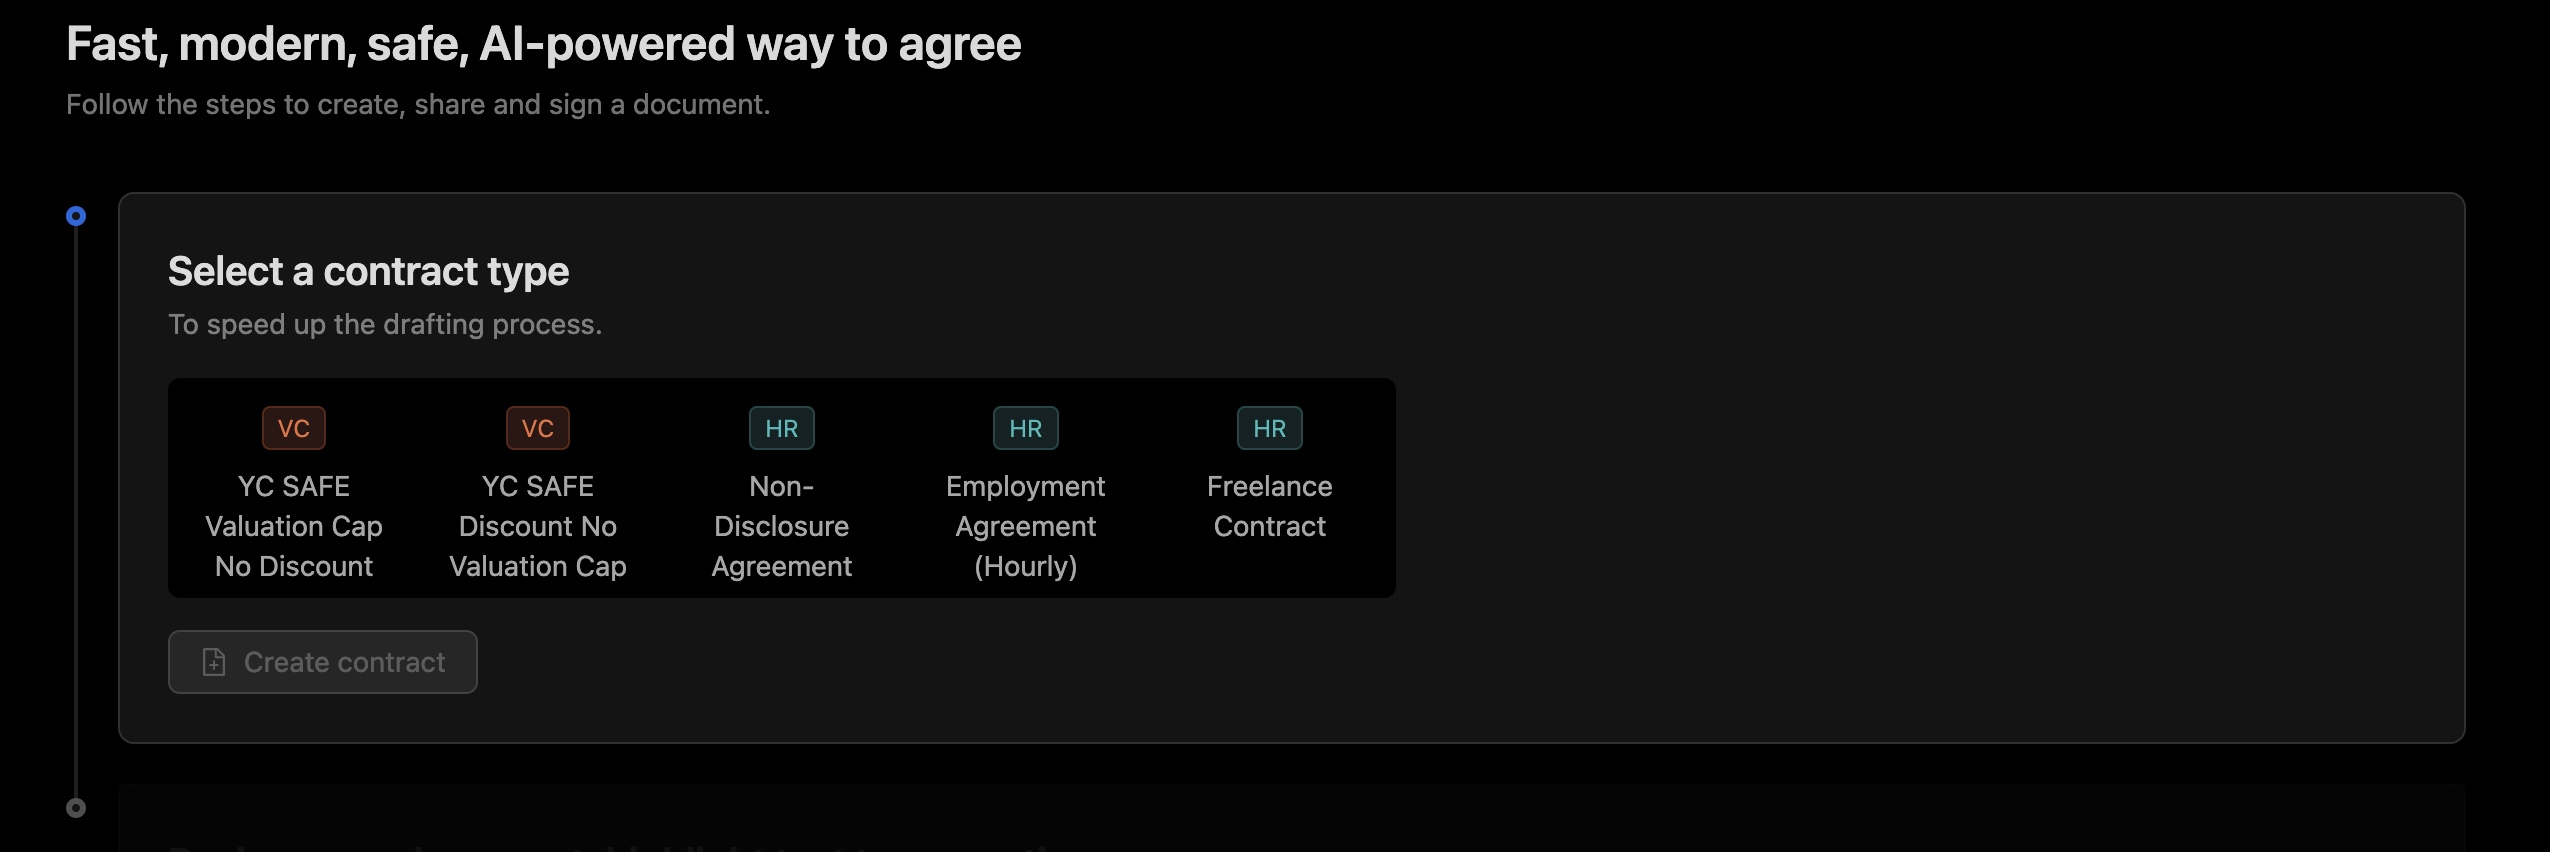 Fast, modern, safe, AI-powered way to agree
Follow the steps to create, share and sign a document.
Select a contract type
To speed up the drafting process.
VC
YC SAFE
Valuation Cap
No Discount
VC
YC SAFE
Discount No
Valuation Cap
HR
Non-
Disclosure
Agreement
HR
Employment
Agreement
(Hourly)
HR
Freelance
Contract
Create contract